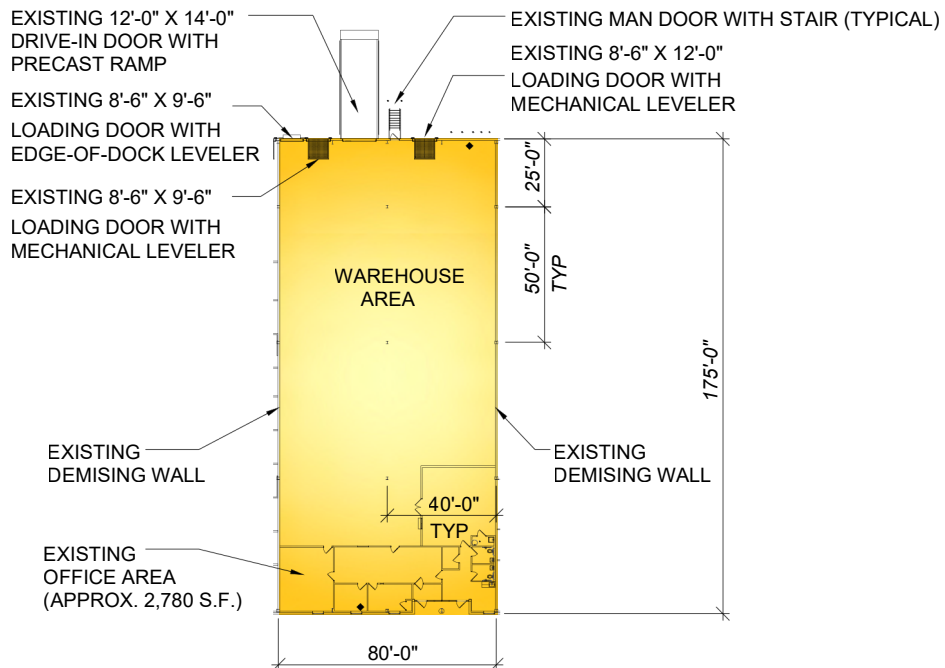 EXISTING 12'-0" X 14'-0"
DRIVE-IN DOOR WITH
PRECAST RAMP
EXISTING MAN DOOR WITH STAIR (TYPICAL)
EXISTING 8'-6" X 12'-0"
LOADING DOOR WITH
MECHANICAL LEVELER
EXISTING 8'-6" X 9'-6"
LOADING DOOR WITH
EDGE-OF-DOCK LEVELER
EXISTING 8'-6" X 9'-6"
LOADING DOOR WITH
MECHANICAL LEVELER
25'-0"
50'-0"
TYP
175'-0"
WAREHOUSE
AREA
EXISTING
DEMISING WALL
EXISTING
DEMISING WALL
40'-0"
TYP
EXISTING
OFFICE AREA
(APPROX. 2,780 S.F.)
80'-0"